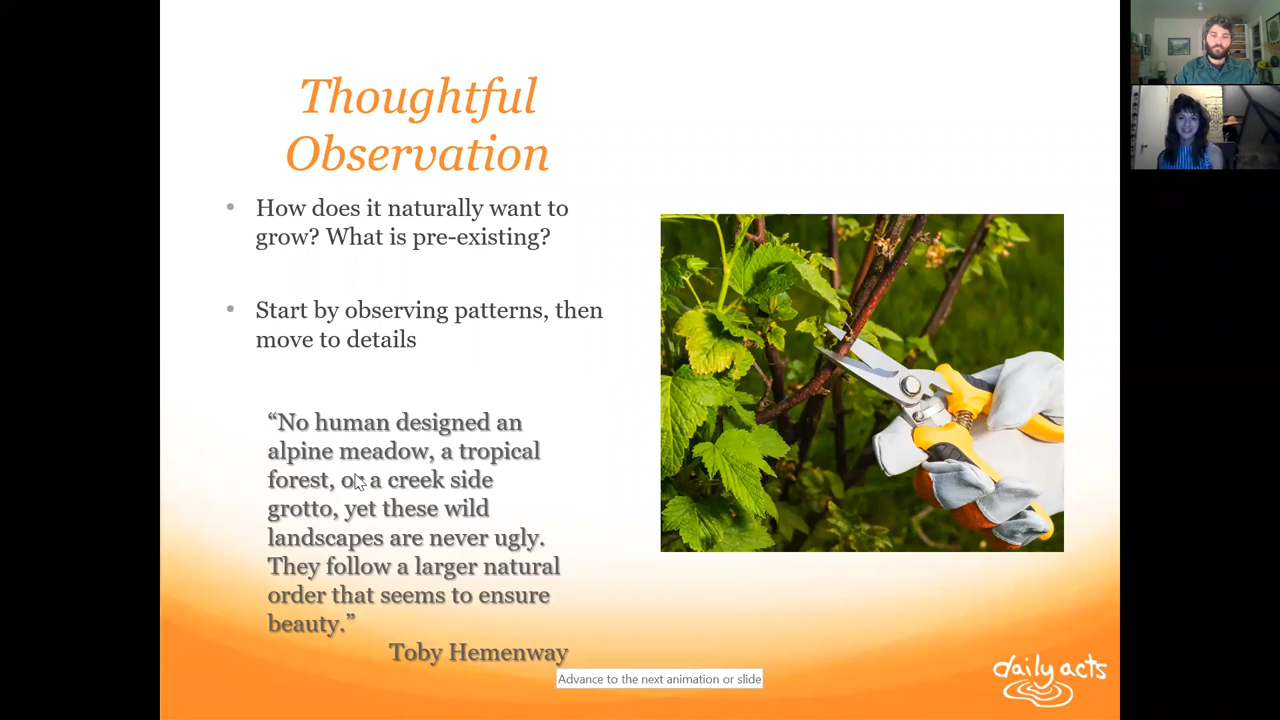 Thoughtful
Observation
• How does it naturally want to
grow? What is pre-existing?
• Start by observing patterns, then
move to details
“No human designed an
alpine meadow, a tropical
forest, or a creek side
grotto, yet these wild
landscapes are never ugly.
They follow a larger natural
order that seems to ensure
beauty.”
Toby Hemenway
Advance to the next animation or slide
daily acts